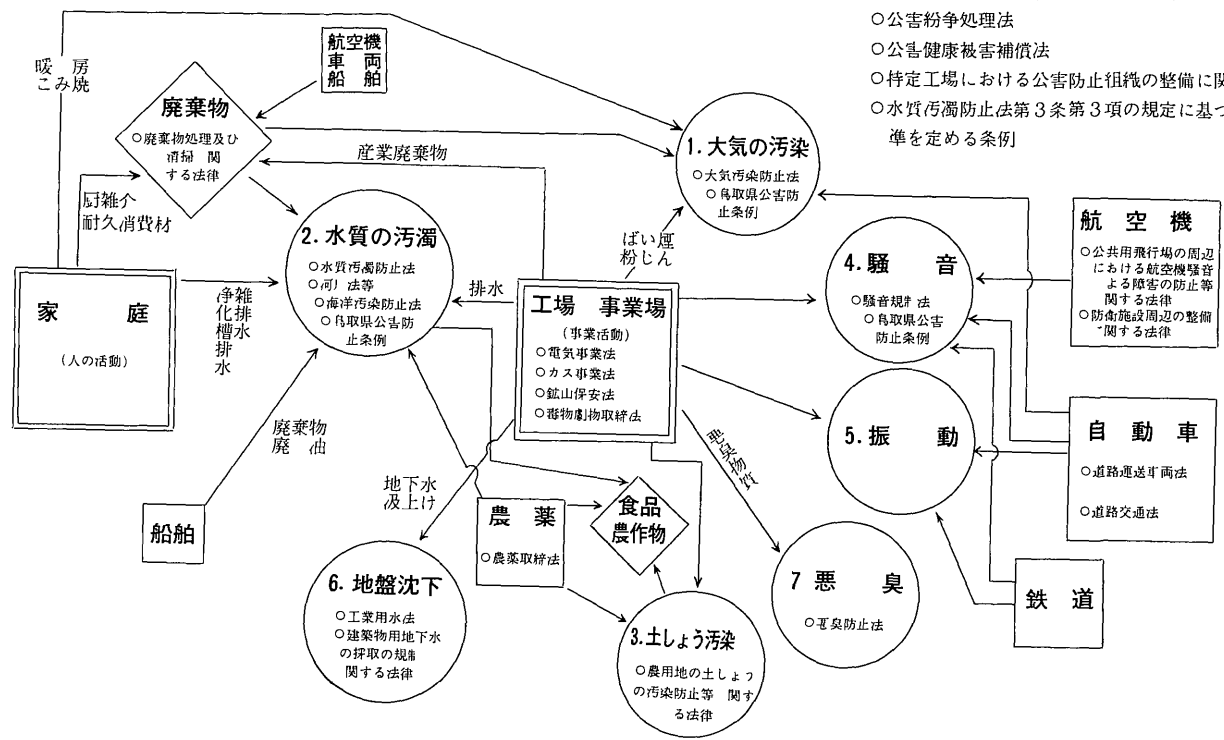 ○公害紛争処理法
○公害健康被害補償法
○特定工場における公害防止組織の整備に関
○水質汚濁防止法第3条第3項の規定に基づ
準を定める条例
暖房
ごみ焼
航空機
車両
船舶
廃棄物
○廃棄物処理及び
清掃 関
する法律
産業廃棄物
厨雑介
耐久消費材
1.大気の汚染
○大気汚染防止法
○鳥取県公害防
止条例
2.水質の汚濁
○水質汚濁防止法
○河川法等
○海洋汚染防止法
○鳥取県公害防
止条例
ばい煙
粉じん
排水
家庭
(人の活動)
雑排水
浄化槽排水
工場 事業場
(事業活動)
○電気事業法
○ガス事業法
○鉱山保安法
○毒物劇物取締法
4.騒音
○騒音規制法
○鳥取県公害
防止条例
航空機
○公共用飛行場の周辺
における航空機騒音
よる障害の防止等
関する法律
○防衛施設周辺の整備
関する法律
5.振動
自動車
○道路運送車両法
○道路交通法
廃棄物
廃油
船舶
地下水
汲上げ
農薬
○農薬取締法
食品
農作物
悪臭物質
6.地盤沈下
○工業用水法
○建築物用地下水
の採取の規制
関する法律
3.土しょう汚染
○農用地の土しょう
の汚染防止等 関す
る法律
7悪臭
○悪臭防止法
鉄道